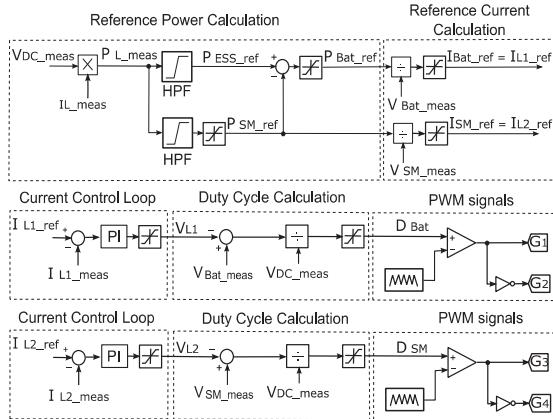 Reference Power Calculation
Reference Current
Calculation
VDC_meas
P L_meas
P ESS_ref
P Bat_ref
IBat_ref = IL1_ref
×
+
−
÷
IL_meas
HPF
V Bat_meas
P SM_ref
ISM_ref = IL2_ref
÷
HPF
V SM_meas
Current Control Loop
Duty Cycle Calculation
PWM signals
I L1_ref
VL1
D Bat
+
−
PI
−
+
÷
+
−
G1
I L1_meas
VBat_meas
VDC_meas
G2
Current Control Loop
Duty Cycle Calculation
PWM signals
I L2_ref
VL2
D SM
+
−
PI
−
+
÷
+
−
G3
I L2_meas
VSM_meas
VDC_meas
G4